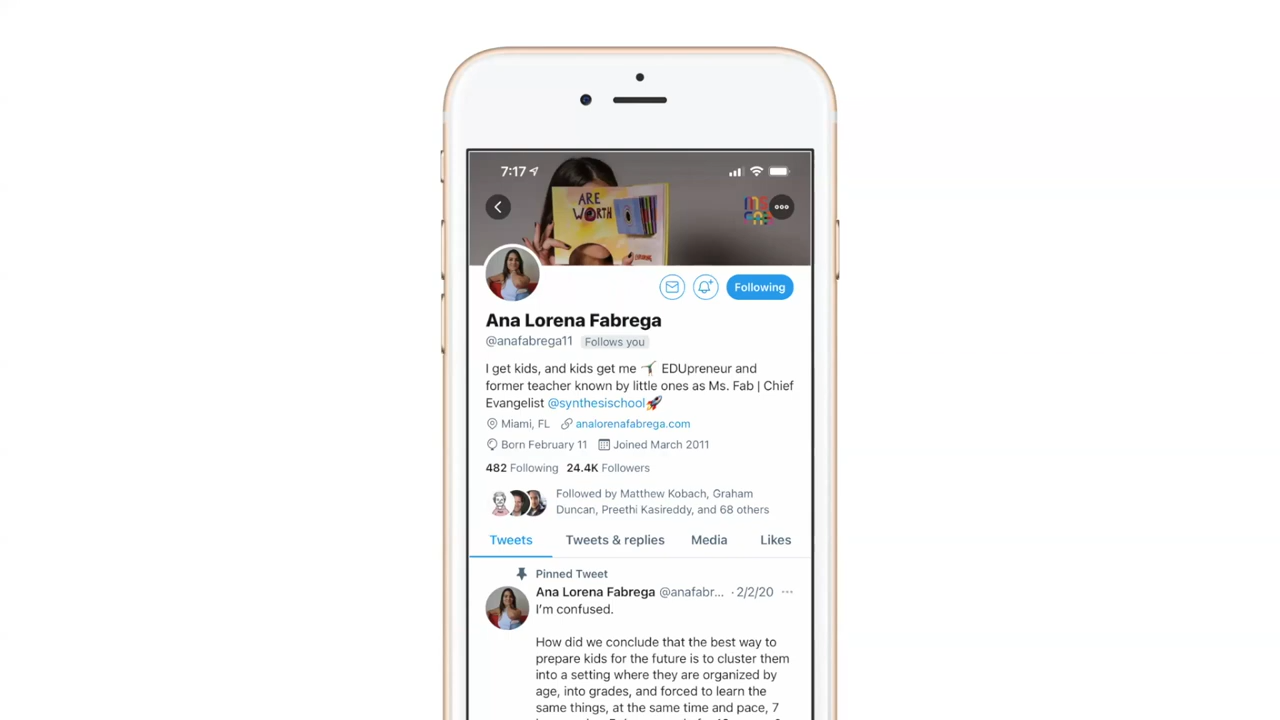 7:17
ARE
WORTH
Following
Ana Lorena Fabrega
@anafabrega11 Follows you
I get kids, and kids get me EDUpreneur and
former teacher known by little ones as Ms. Fab | Chief
Evangelist @synthesischool🚀
Miami, FL analorenafabrega.com
Born February 11 Joined March 2011
482 Following 24.4K Followers
Followed by Matthew Kobach, Graham
Duncan, Preethi Kasireddy, and 68 others
Tweets Tweets & replies Media Likes
Pinned Tweet
Ana Lorena Fabrega @anafabr... · 2/2/20 ···
I'm confused.
How did we conclude that the best way to
prepare kids for the future is to cluster them
into a setting where they are organized by
age, into grades, and forced to learn the
same things, at the same time and pace, 7